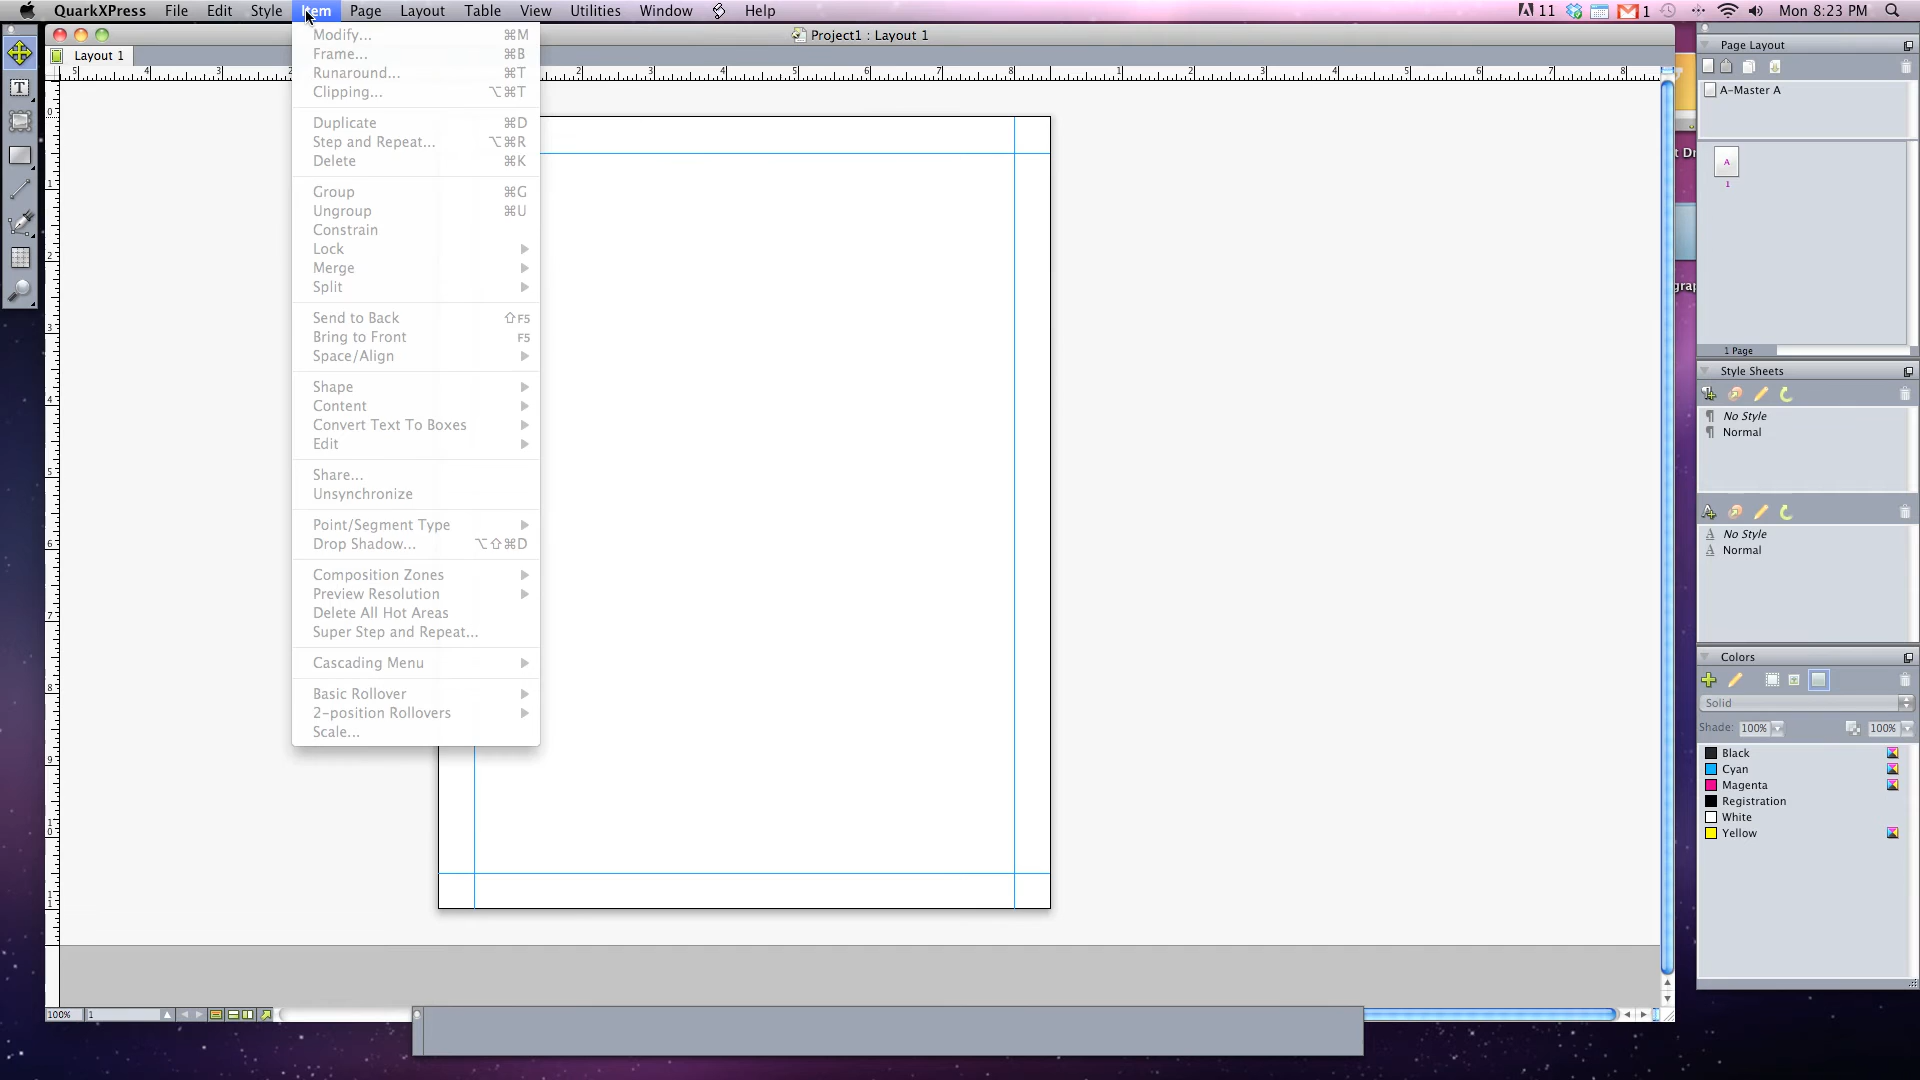 QuarkXPress File Edit Style Item Page Layout Table View Utilities Window Help 11 1 Mon 8:23 PM
Project1 : Layout 1
Layout 1
Modify... ⌘M
Frame... ⌘B
Runaround... ⌘T
Clipping... ⌥⌘T
Duplicate ⌘D
Step and Repeat... ⌥⌘R
Delete ⌘K
Group ⌘G
Ungroup ⌘U
Constrain
Lock
Merge
Split
Send to Back ⇧F5
Bring to Front F5
Space/Align
Shape
Content
Convert Text To Boxes
Edit
Share...
Unsynchronize
Point/Segment Type
Drop Shadow... ⌥⇧⌘D
Composition Zones
Preview Resolution
Delete All Hot Areas
Super Step and Repeat...
Cascading Menu
Basic Rollover
2-position Rollovers
Scale...
100% 1
Page Layout
A-Master A
A
1
1 Page
Style Sheets
No Style
Normal
No Style
Normal
Colors
Solid
Shade: 100% 100%
Black
Cyan
Magenta
Registration
White
Yellow